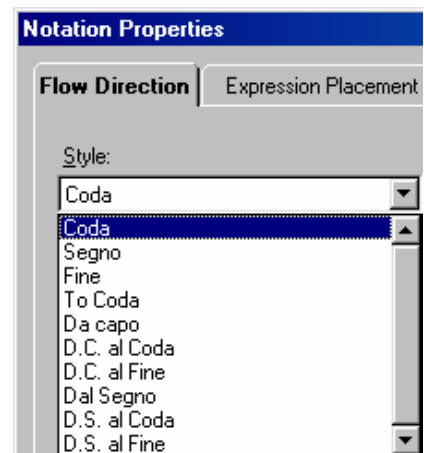 Notation Properties
Flow Direction Expression Placement
Style:
Coda
Coda
Segno
Fine
To Coda
Da capo
D.C. al Coda
D.C. al Fine
Dal Segno
D.S. al Coda
D.S. al Fine